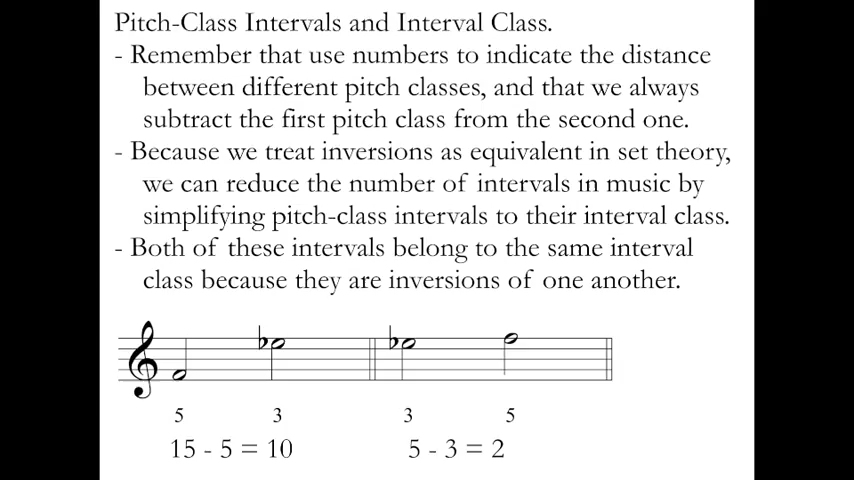 Pitch-Class Intervals and Interval Class.
- Remember that use numbers to indicate the distance
between different pitch classes, and that we always
subtract the first pitch class from the second one.
- Because we treat inversions as equivalent in set theory,
we can reduce the number of intervals in music by
simplifying pitch-class intervals to their interval class.
- Both of these intervals belong to the same interval
class because they are inversions of one another.
5 3 3 5
15 - 5 = 10 5 - 3 = 2